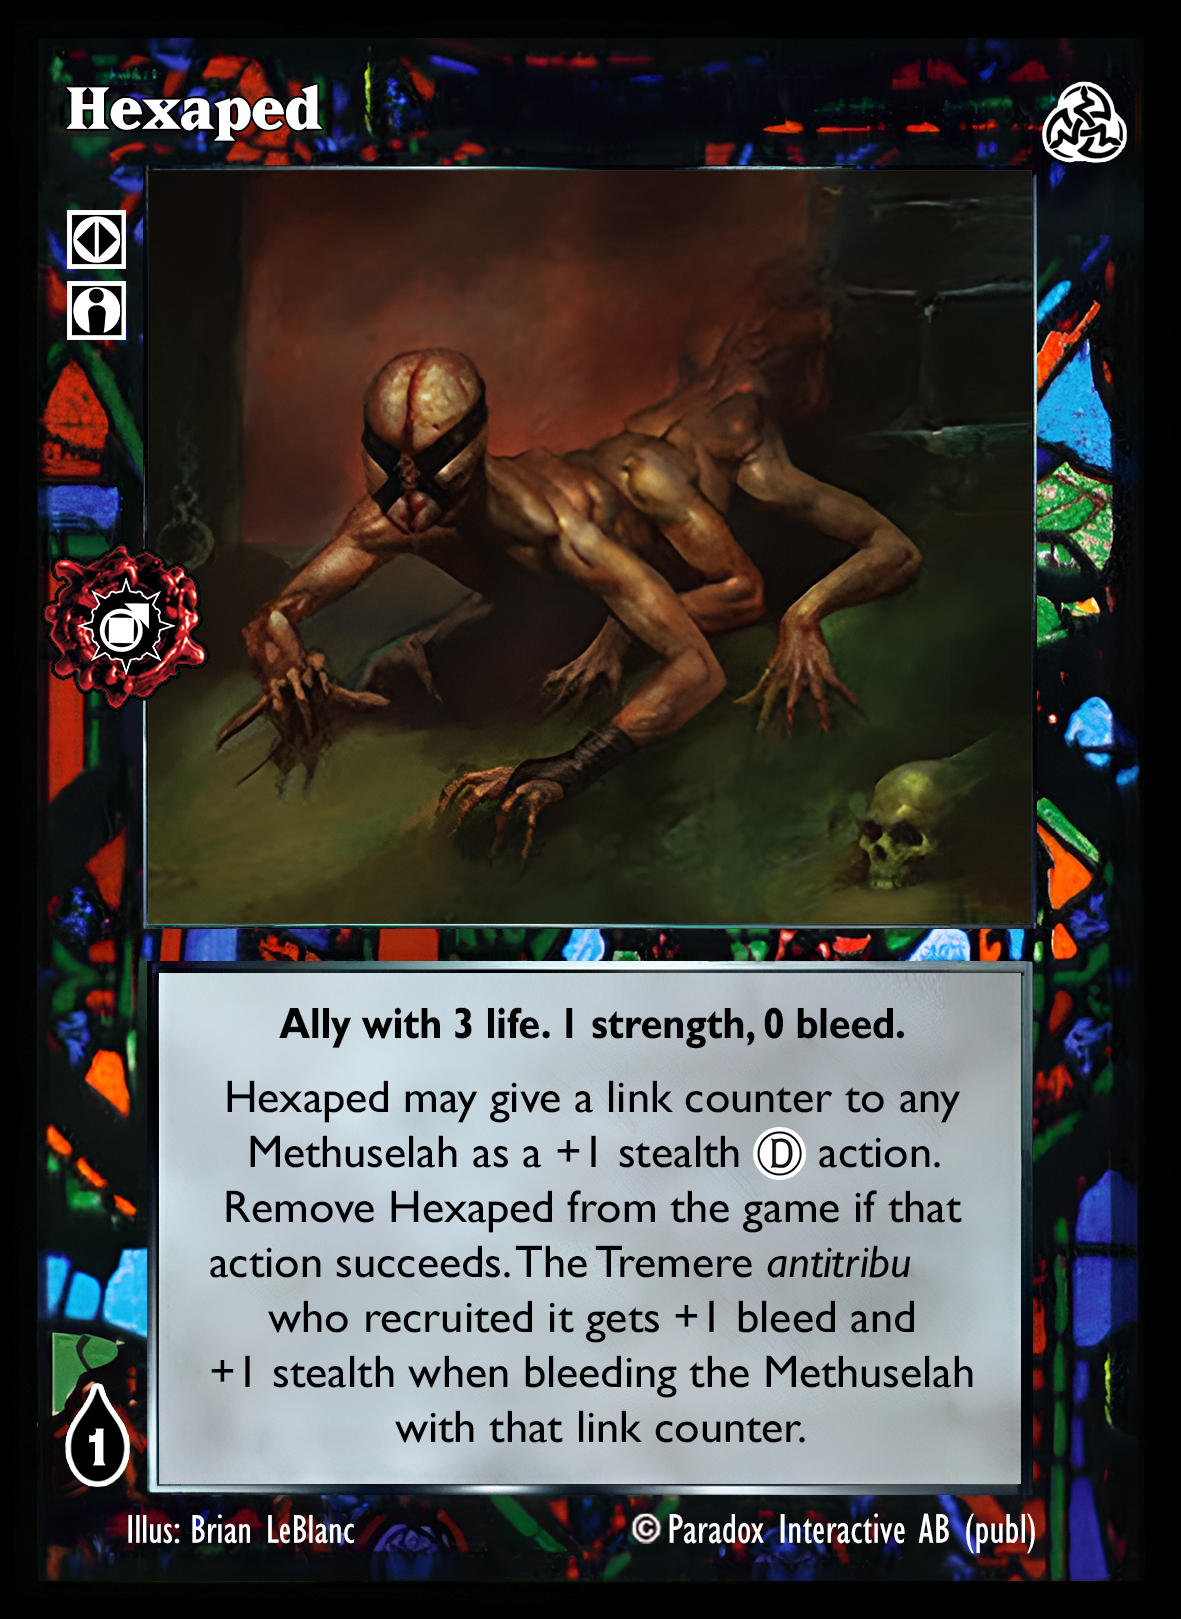 Hexaped
Ally with 3 life. 1 strength, 0 bleed.
Hexaped may give a link counter to any
Methuselah as a +1 stealth Ⓓ action.
Remove Hexaped from the game if that
action succeeds. The Tremere antitribu
who recruited it gets +1 bleed and
+1 stealth when bleeding the Methuselah
with that link counter.
1
Illus: Brian LeBlanc
© Paradox Interactive AB (publ)